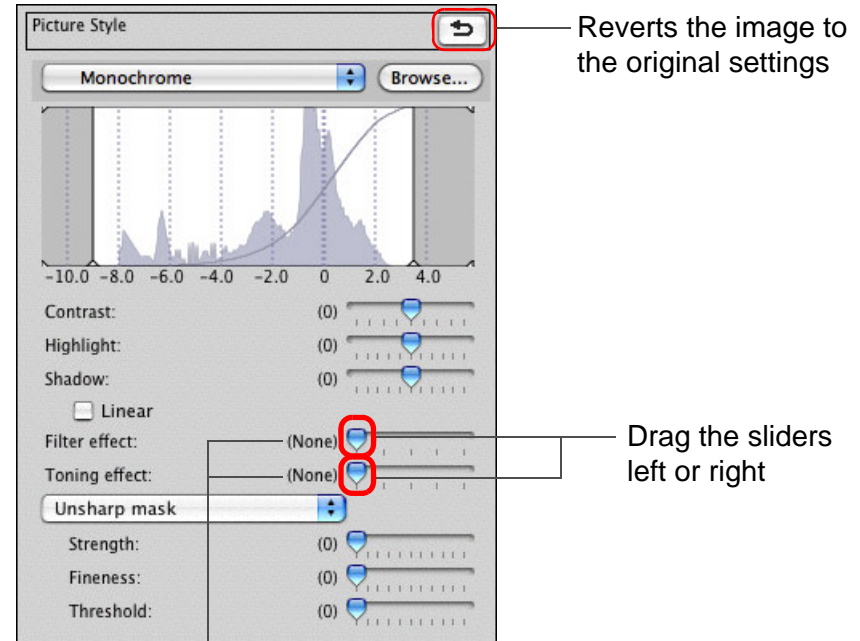 Picture Style
Reverts the image to
the original settings
Monochrome Browse...
-10.0 -8.0 -6.0 -4.0 -2.0 0 2.0 4.0
Contrast: (0)
Highlight: (0)
Shadow: (0)
Linear
Filter effect: (None)
Toning effect: (None)
Drag the sliders
left or right
Unsharp mask
Strength: (0)
Fineness: (0)
Threshold: (0)